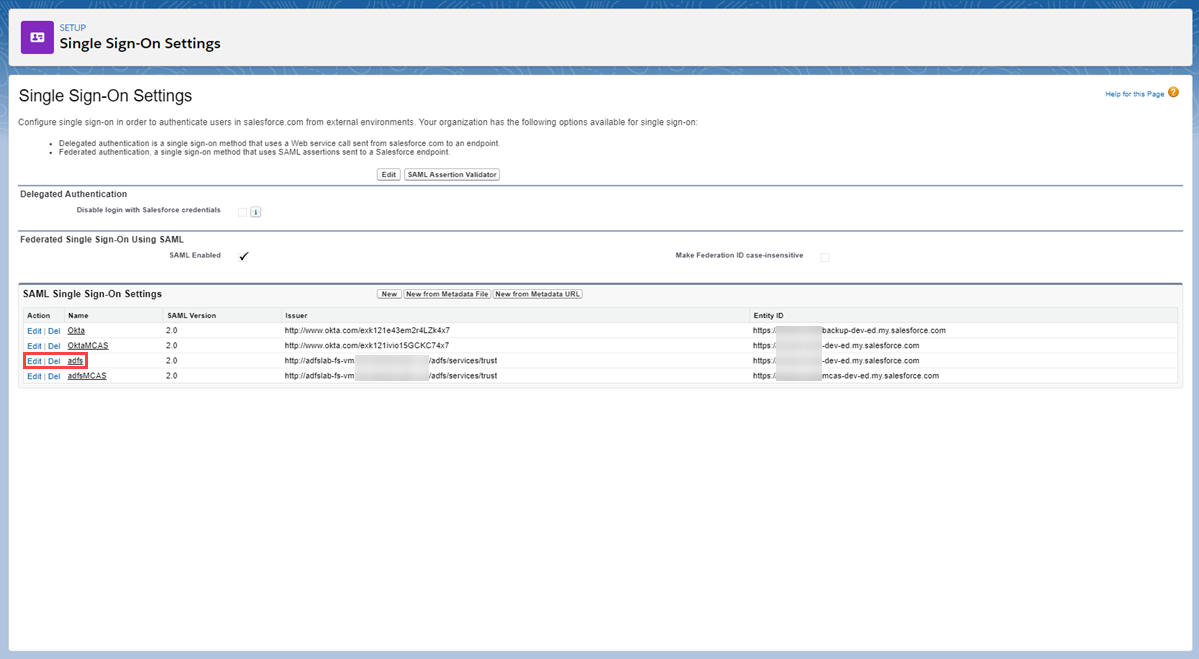 SETUP
Single Sign-On Settings
Single Sign-On Settings
Help for this Page ?
Configure single sign-on in order to authenticate users in salesforce.com from external environments. Your organization has the following options available for single sign-on:
• Delegated authentication is a single sign-on method that uses a Web service call sent from salesforce.com to an endpoint.
• Federated authentication, a single sign-on method that uses SAML assertions sent to a Salesforce endpoint.
Edit SAML Assertion Validator
Delegated Authentication
Disable login with Salesforce credentials i
Federated Single Sign-On Using SAML
SAML Enabled ✓ Make Federation ID case-insensitive
SAML Single Sign-On Settings New New from Metadata File New from Metadata URL
Action Name SAML Version Issuer Entity ID
Edit | Del Okta 2.0 http://www.okta.com/exk121e43em2r4LZk4x7 https:/ backup-dev-ed.my.salesforce.com
Edit | Del OktaMCAS 2.0 http://www.okta.com/exk121ivio15GCKC74x7 https:/ -dev-ed.my.salesforce.com
Edit | Del adfs 2.0 http://adfslab-fs-vm. /adfs/services/trust https:/ -dev-ed.my.salesforce.com
Edit | Del adfsMCAS 2.0 http://adfslab-fs-vm. /adfs/services/trust https:/ mcas-dev-ed.my.salesforce.com